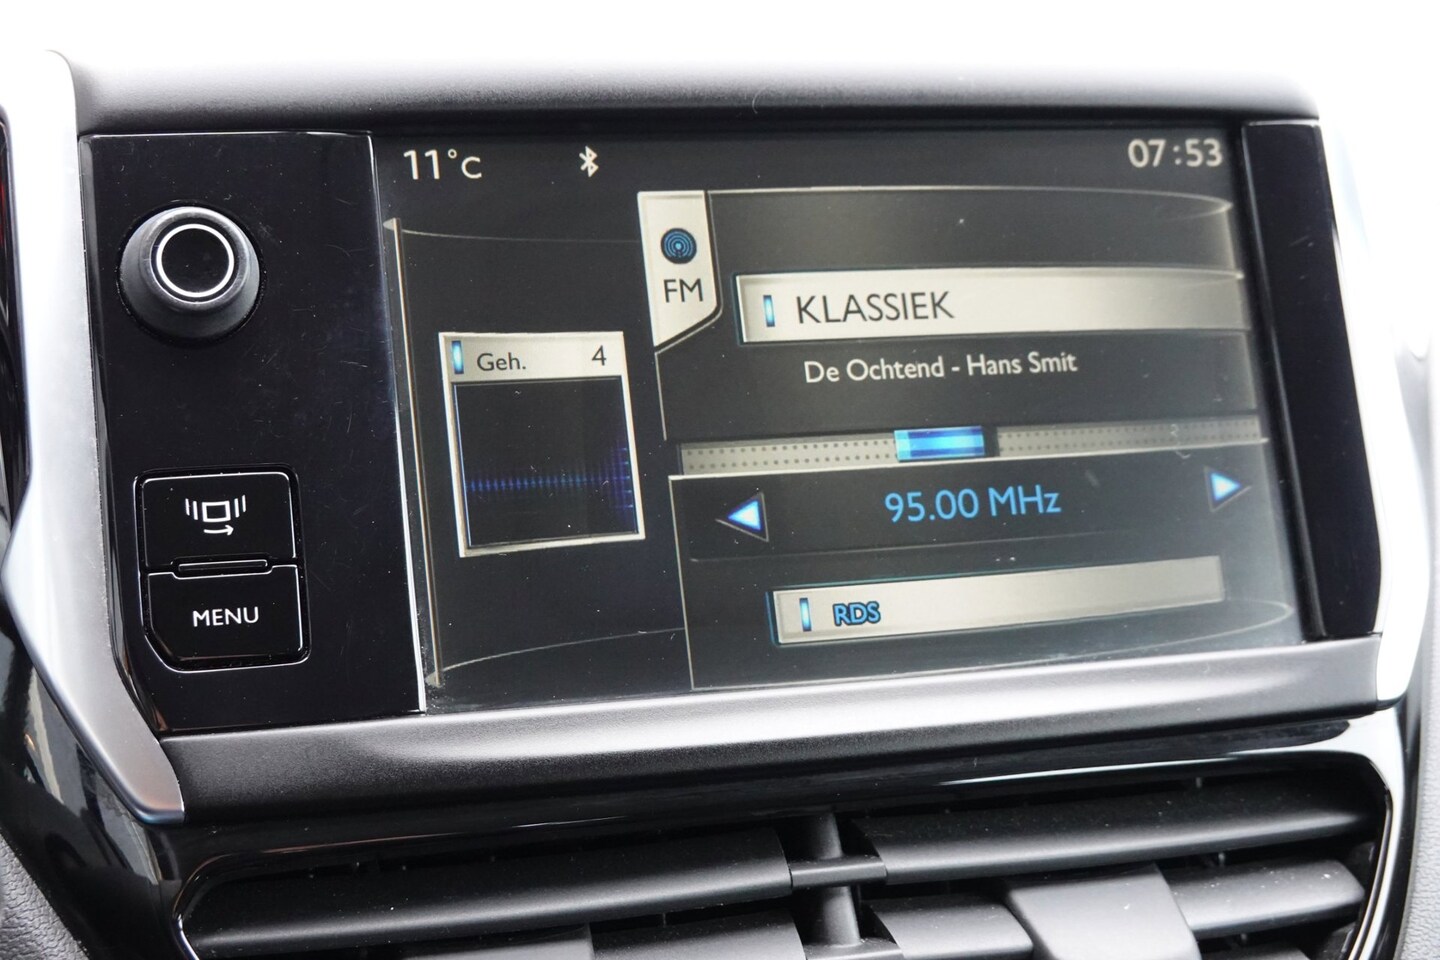 11°C
07:53
FM
KLASSIEK
De Ochtend - Hans Smit
Geh. 4
95.00 MHz
RDS
MENU